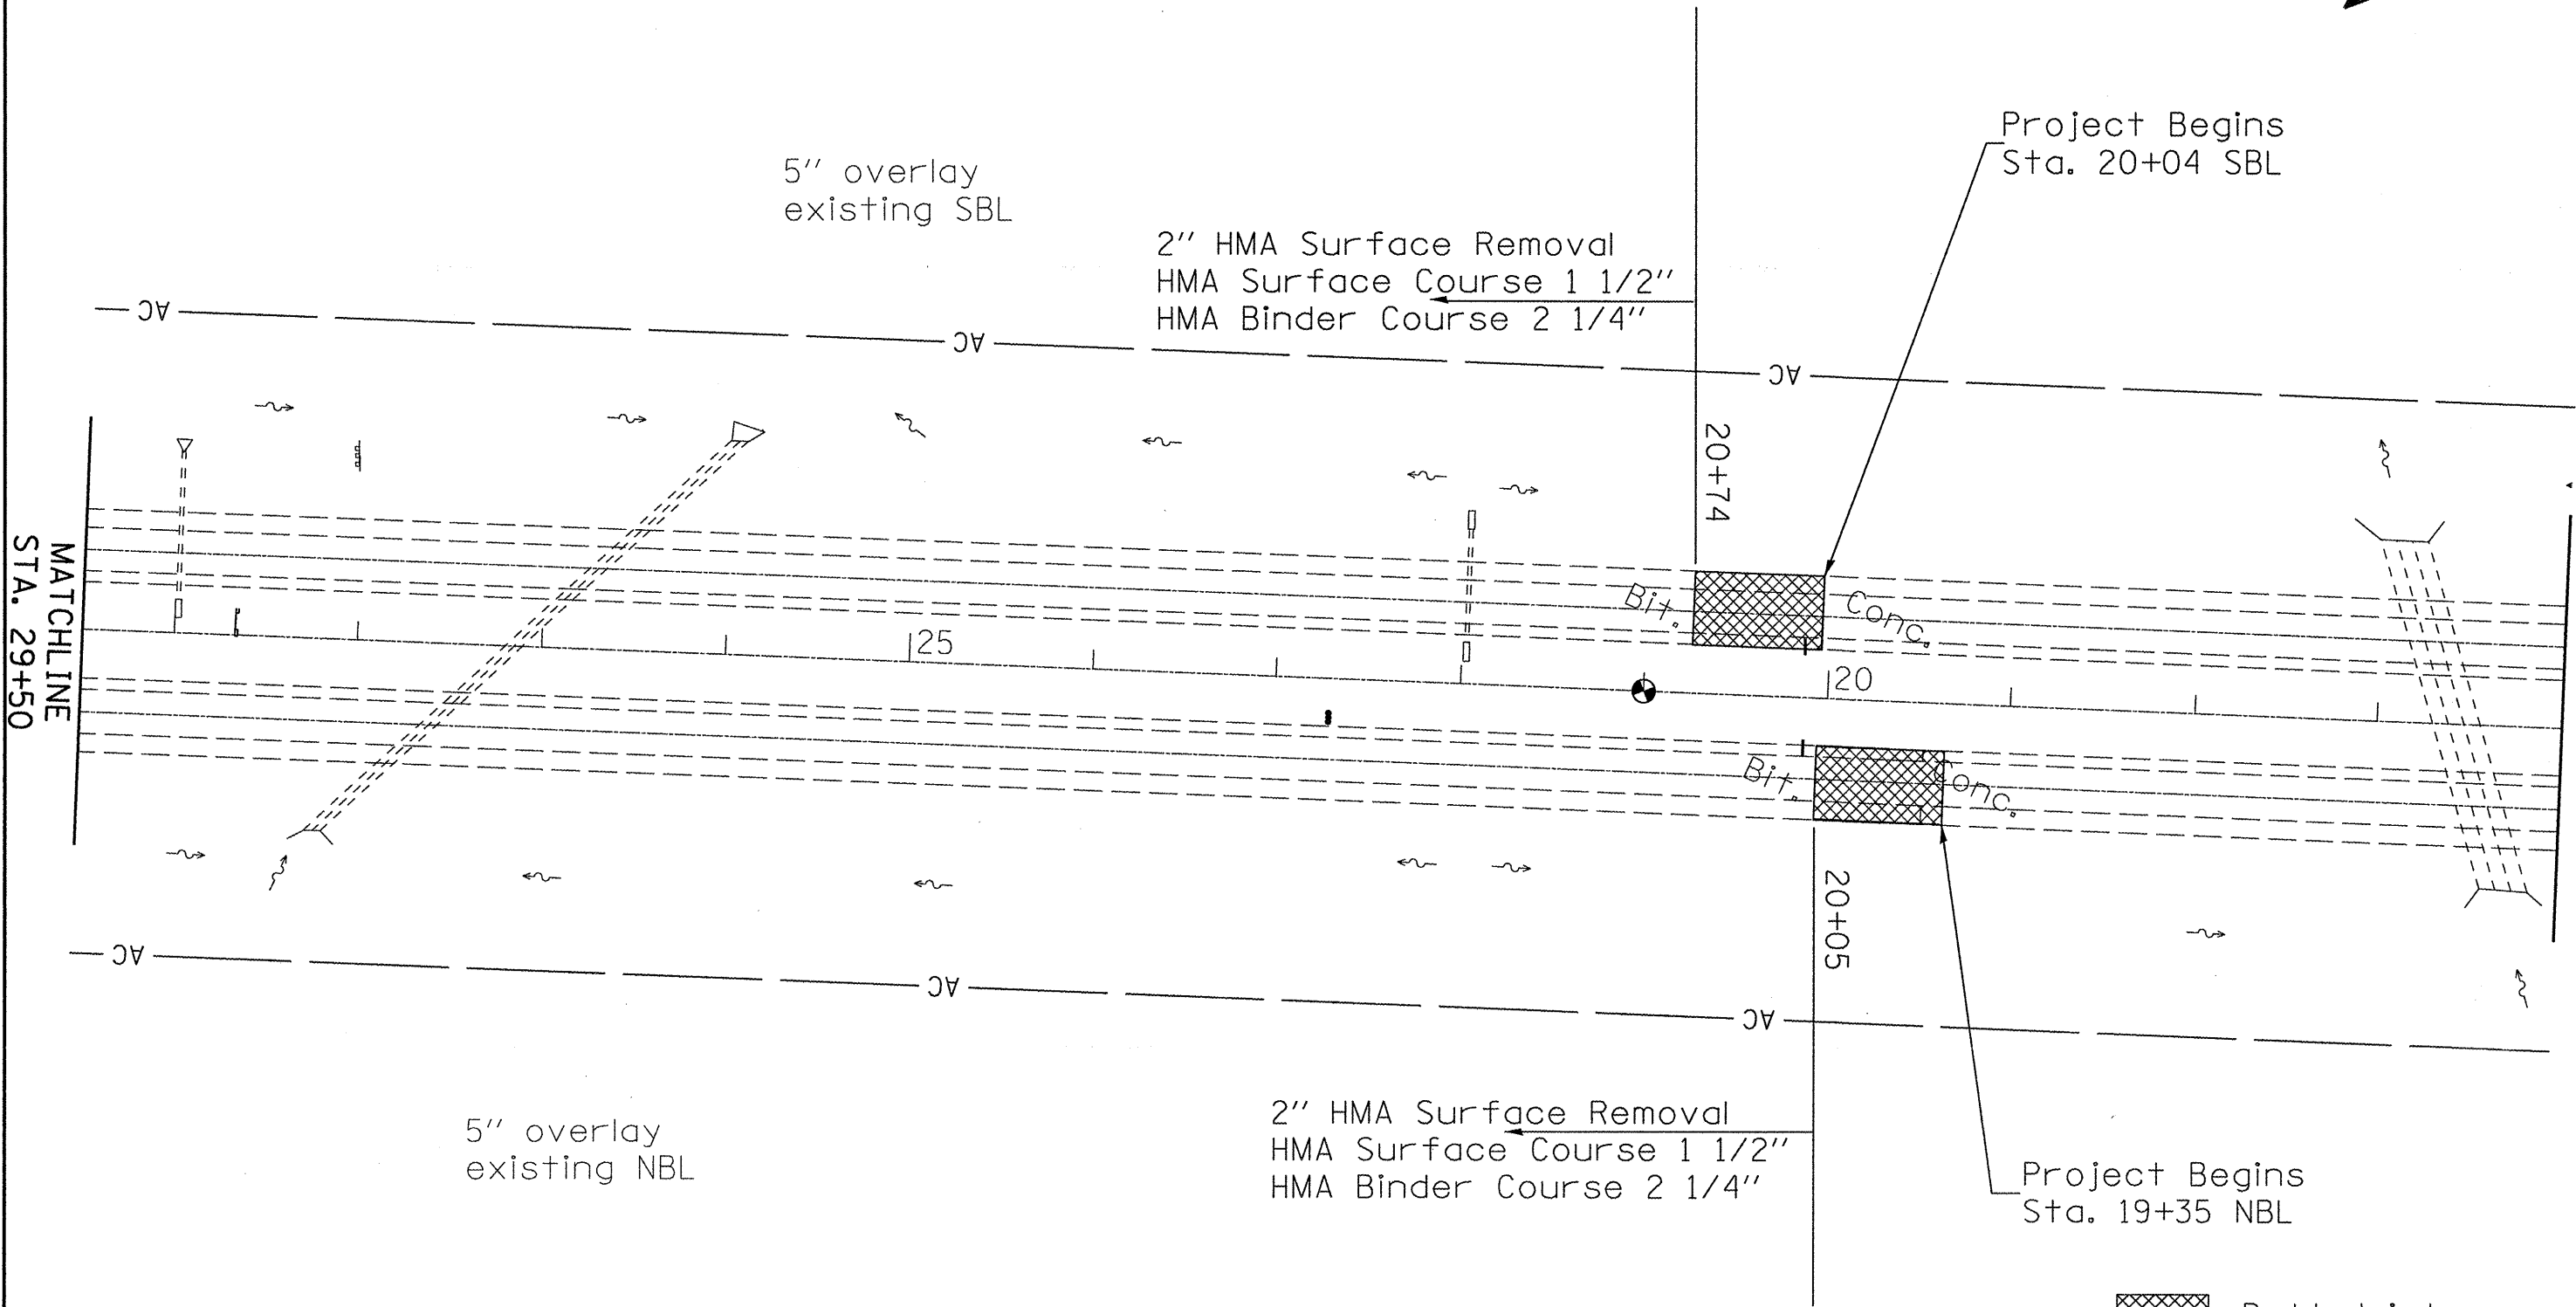 Project Begins
Sta. 20+04 SBL
5" overlay
existing SBL
2" HMA Surface Removal
HMA Surface Course 1 1/2"
HMA Binder Course 2 1/4"
AC
AC
AC
20+74
MATCHLINE
STA. 29+50
Bit.
Conc.
25
20
Bit.
Conc.
20+05
AC
AC
AC
5" overlay
existing NBL
2" HMA Surface Removal
HMA Surface Course 1 1/2"
HMA Binder Course 2 1/4"
Project Begins
Sta. 19+35 NBL